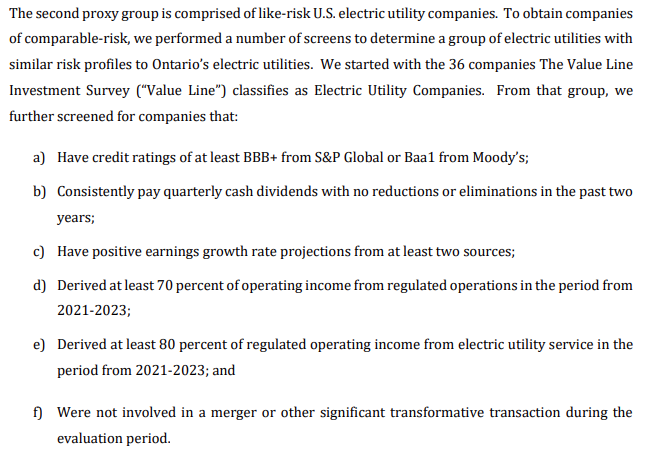 The second proxy group is comprised of like-risk U.S. electric utility companies. To obtain companies
of comparable-risk, we performed a number of screens to determine a group of electric utilities with
similar risk profiles to Ontario's electric utilities. We started with the 36 companies The Value Line
Investment Survey ("Value Line") classifies as Electric Utility Companies. From that group, we
further screened for companies that:
a) Have credit ratings of at least BBB+ from S&P Global or Baa1 from Moody's;
b) Consistently pay quarterly cash dividends with no reductions or eliminations in the past two
years;
c) Have positive earnings growth rate projections from at least two sources;
d) Derived at least 70 percent of operating income from regulated operations in the period from
2021-2023;
e) Derived at least 80 percent of regulated operating income from electric utility service in the
period from 2021-2023; and
f) Were not involved in a merger or other significant transformative transaction during the
evaluation period.